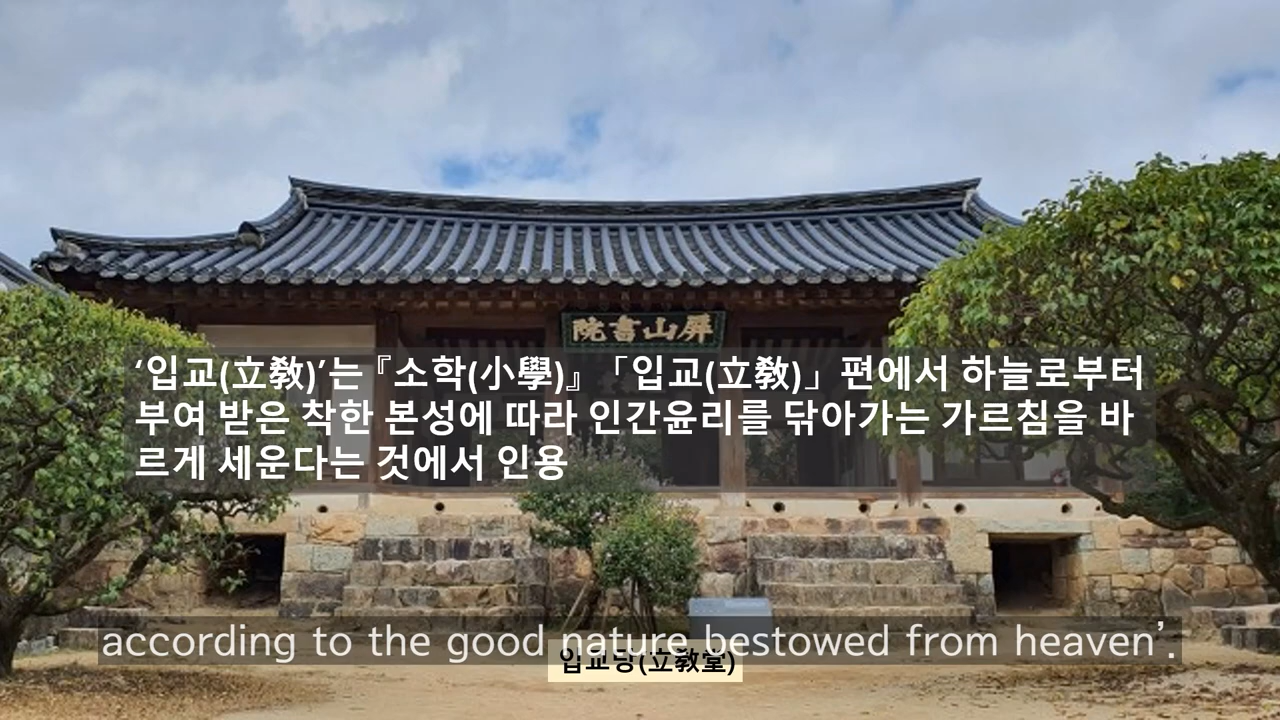 屛山書院
‘입교(立敎)’는 『소학(小學)』 「입교(立敎)」 편에서 하늘로부터
부여 받은 착한 본성에 따라 인간윤리를 닦아가는 가르침을 바
르게 세운다는 것에서 인용
according to the good nature bestowed from heaven’.
입교당(立敎堂)